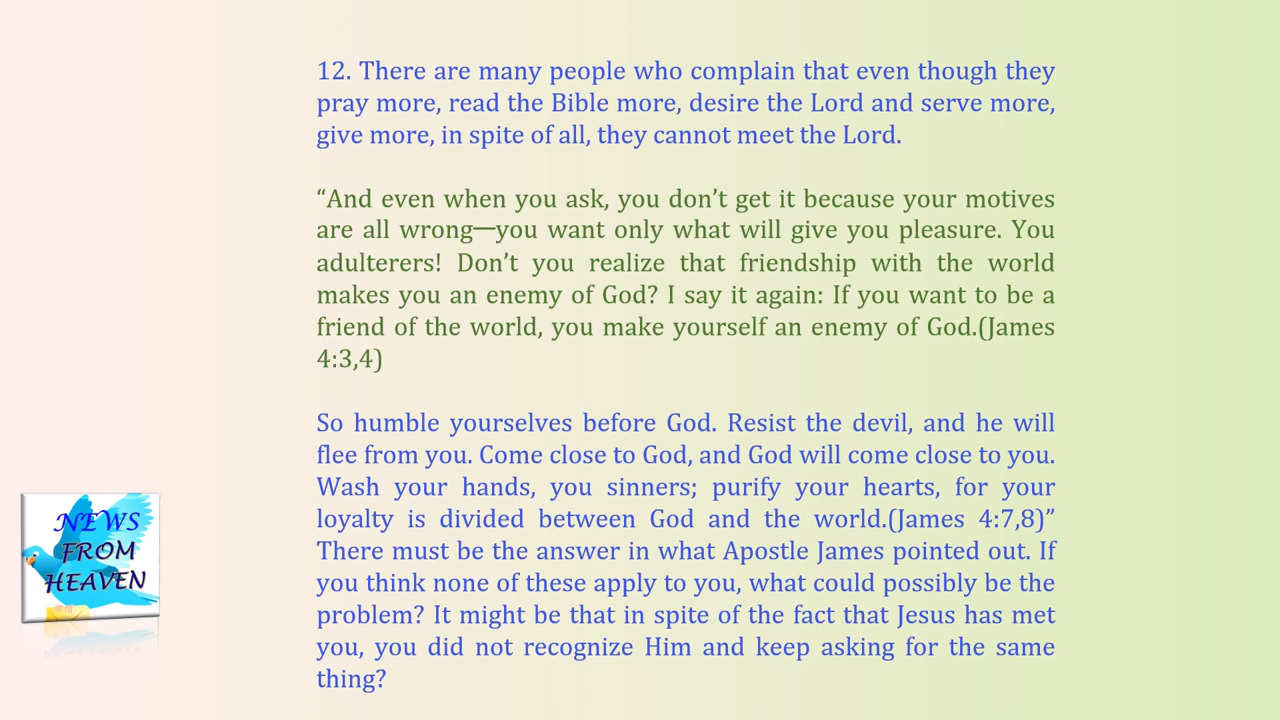 12. There are many people who complain that even though they
pray more, read the Bible more, desire the Lord and serve more,
give more, in spite of all, they cannot meet the Lord.
“And even when you ask, you don’t get it because your motives
are all wrong—you want only what will give you pleasure. You
adulterers! Don’t you realize that friendship with the world
makes you an enemy of God? I say it again: If you want to be a
friend of the world, you make yourself an enemy of God.(James
4:3,4)
So humble yourselves before God. Resist the devil, and he will
flee from you. Come close to God, and God will come close to you.
Wash your hands, you sinners; purify your hearts, for your
loyalty is divided between God and the world.(James 4:7,8)”
There must be the answer in what Apostle James pointed out. If
you think none of these apply to you, what could possibly be the
problem? It might be that in spite of the fact that Jesus has met
you, you did not recognize Him and keep asking for the same
thing?
NEWS
FROM
HEAVEN